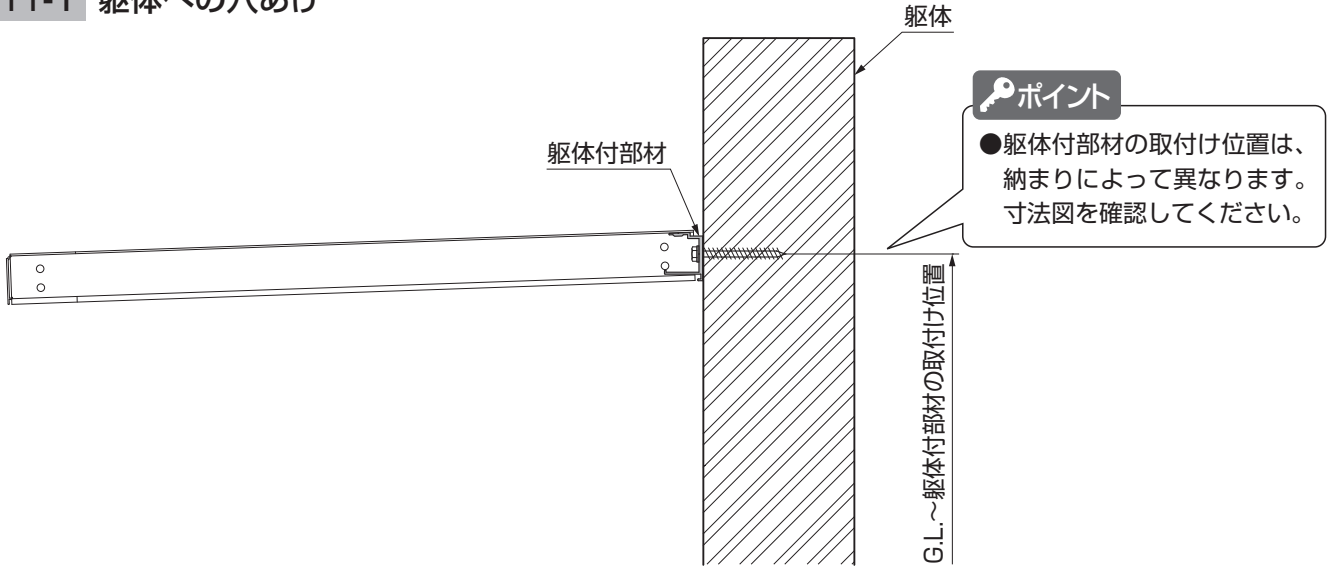 11-1 躯体への穴あけ
躯体
ポイント
●躯体付部材の取付け位置は、
納まりによって異なります。
寸法図を確認してください。
躯体付部材
G.L.～躯体付部材の取付け位置